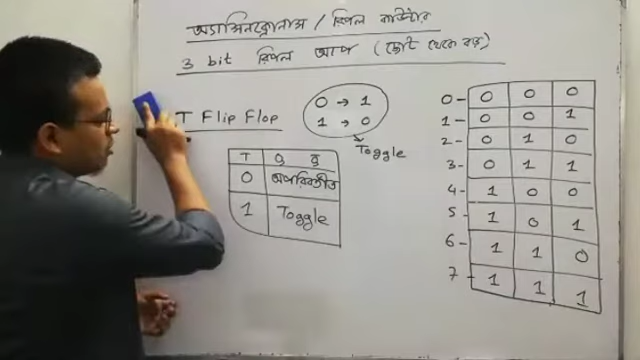 অ্যাসিনক্রোনাস / রিপল কাউন্টার
3 bit রিপল আপ (ছোট থেকে বড়)
T Flip Flop
0 → 1
1 → 0
Toggle
T Q Q̅
0 অপরিবর্তীত
1 Toggle
0 - 0 0 0
1 - 0 0 1
2 - 0 1 0
3 - 0 1 1
4 - 1 0 0
5 - 1 0 1
6 - 1 1 0
7 - 1 1 1